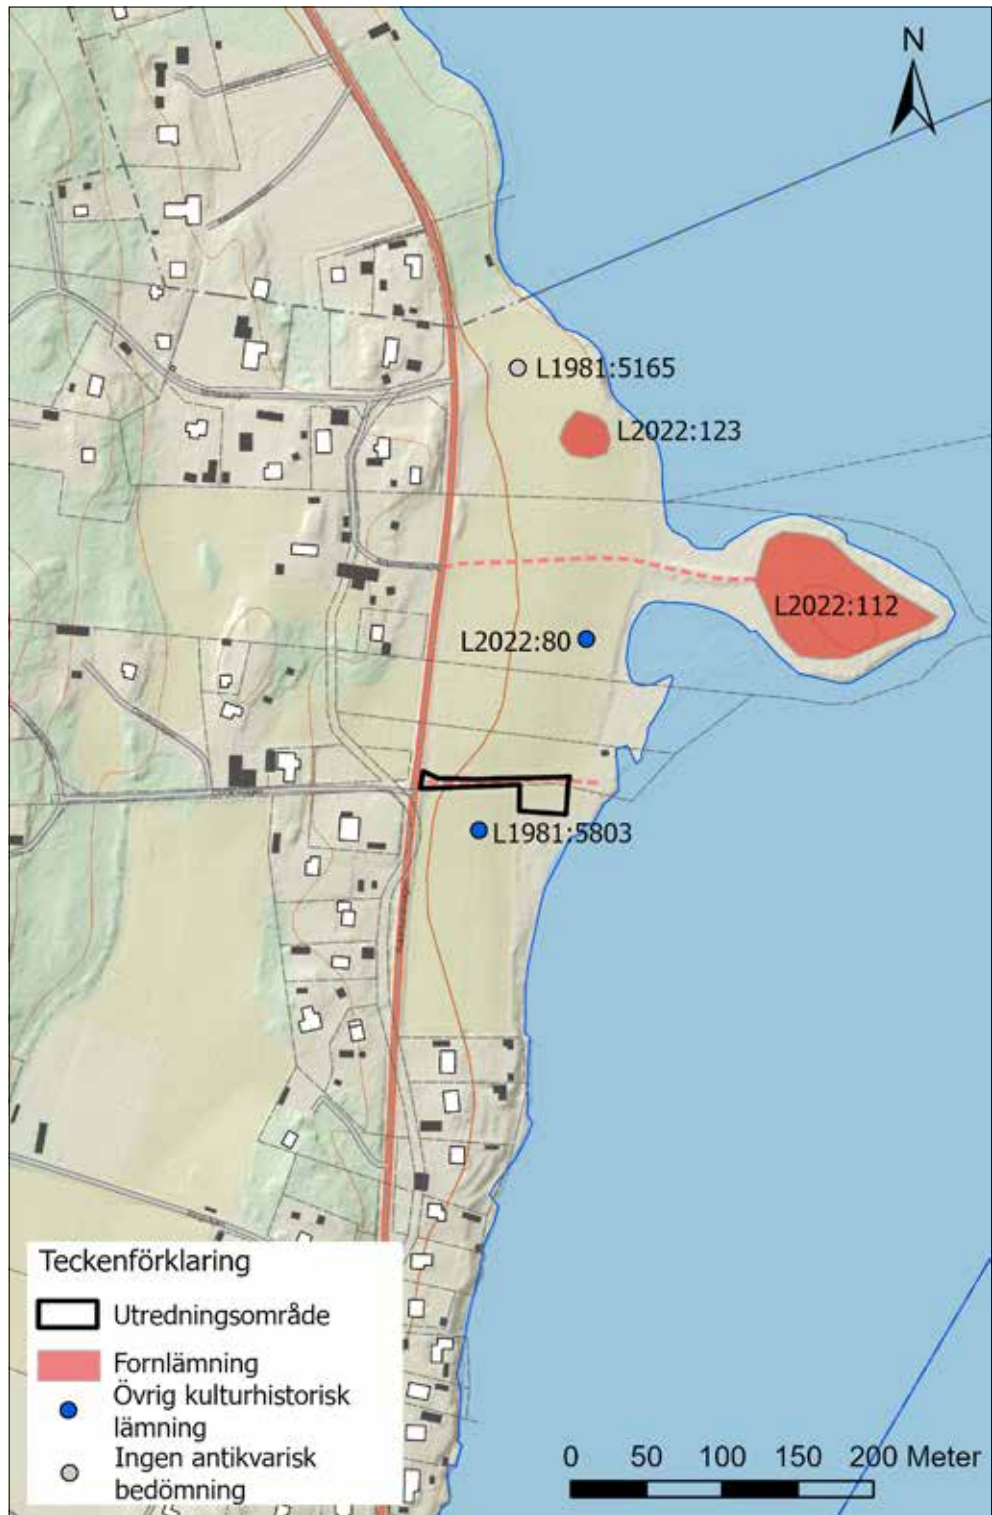 N
L1981:5165
L2022:123
L2022:112
L2022:80
L1981:5803
Teckenförklaring
Utredningsområde
Fornlämning
Övrig kulturhistorisk
lämning
Ingen antikvarisk
bedömning
0 50 100 150 200 Meter